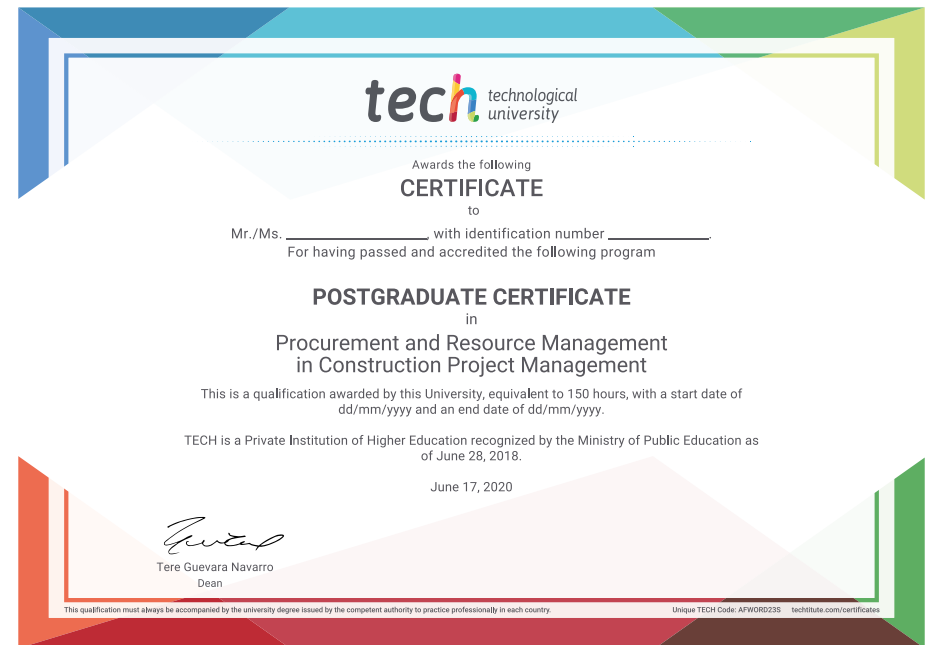 tech technological
university
Awards the following
CERTIFICATE
to
Mr./Ms. ____________________, with identification number ______________.
For having passed and accredited the following program
POSTGRADUATE CERTIFICATE
in
Procurement and Resource Management
in Construction Project Management
This is a qualification awarded by this University, equivalent to 150 hours, with a start date of
dd/mm/yyyy and an end date of dd/mm/yyyy.
TECH is a Private Institution of Higher Education recognized by the Ministry of Public Education as
of June 28, 2018.
June 17, 2020
Tere Guevara Navarro
Dean
This qualification must always be accompanied by the university degree issued by the competent authority to practice professionally in each country. Unique TECH Code: AFWORD23S techtitute.com/certificates